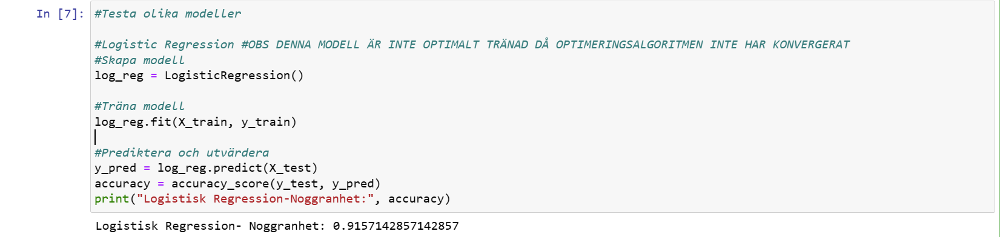 In [7]:
#Testa olika modeller
#Logistic Regression #OBS DENNA MODELL ÄR INTE OPTIMALT TRÄNAD DÅ OPTIMERINGSALGORITMEN INTE HAR KONVERGERAT
#Skapa modell
log_reg = LogisticRegression()
#Träna modell
log_reg.fit(X_train, y_train)
#Prediktera och utvärdera
y_pred = log_reg.predict(X_test)
accuracy = accuracy_score(y_test, y_pred)
print("Logistisk Regression-Noggranhet:", accuracy)
Logistisk Regression- Noggranhet: 0.9157142857142857